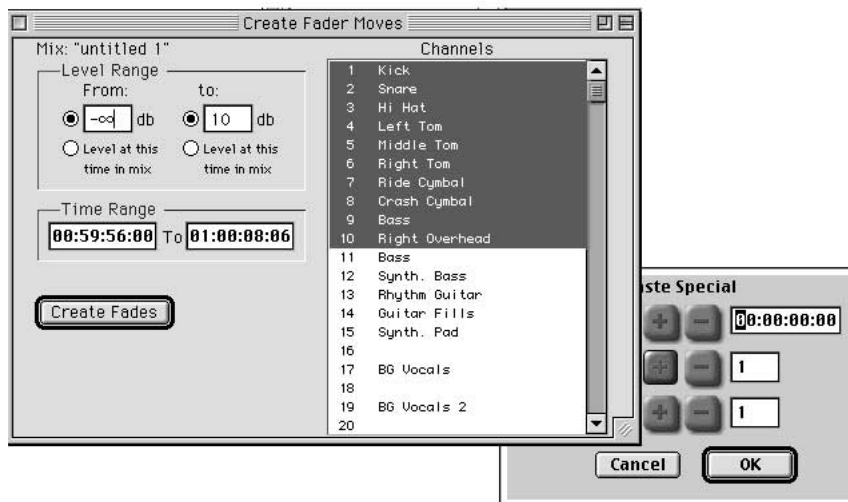 Create Fader Moves
Mix: "untitled 1"
Level Range
From: to:
-∞ db 10 db
Level at this time in mix
Level at this time in mix
Time Range
00:59:56:00 To 01:00:08:06
Create Fades
Channels
1 Kick
2 Snare
3 Hi Hat
4 Left Tom
5 Middle Tom
6 Right Tom
7 Ride Cymbal
8 Crash Cymbal
9 Bass
10 Right Overhead
11 Bass
12 Synth. Bass
13 Rhythm Guitar
14 Guitar Fills
15 Synth. Pad
16
17 BG Vocals
18
19 BG Vocals 2
20
Special
+ - 00:00:00:00
+ - 1
+ - 1
Cancel OK